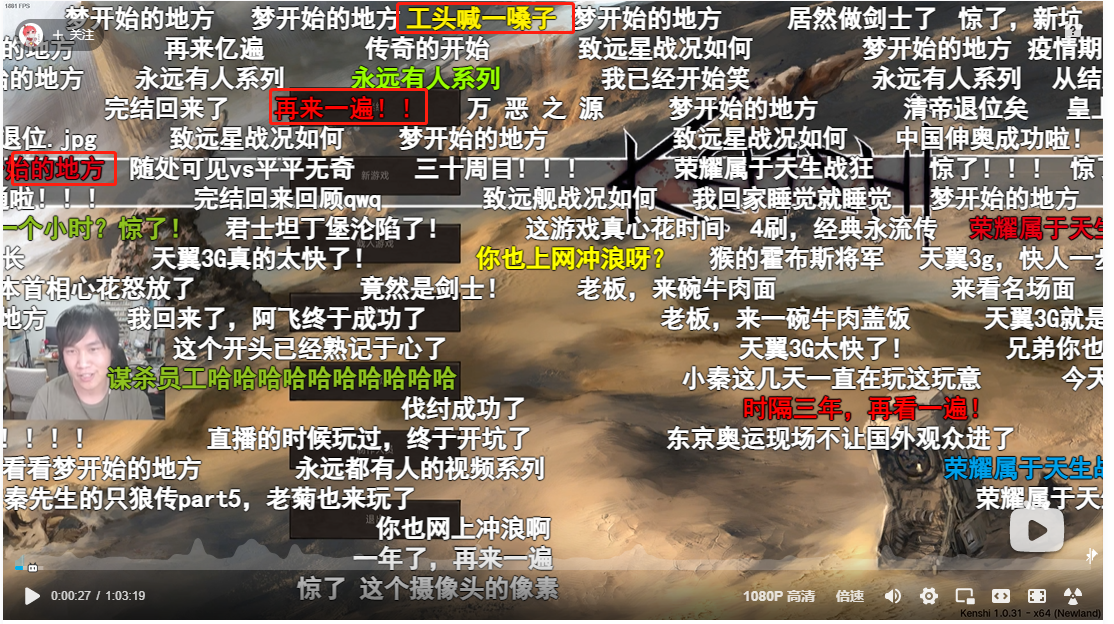 1881 FPS
梦开始的地方 梦开始的地方 工头喊一嗓子 梦开始的地方 居然做剑士了 惊了，新坑
+ 关注
的地方 再来亿遍 传奇的开始 致远星战况如何 梦开始的地方 疫情期
的地方 永远有人系列 永远有人系列 我已经开始笑 永远有人系列 从结
完结回来了 再来一遍！！ 万恶之源 梦开始的地方 清帝退位矣 皇上
退位.jpg 致远星战况如何 梦开始的地方 致远星战况如何 中国伸奥成功啦！
始的地方 随处可见vs平平无奇 三十周目！！！ 荣耀属于天生战狂 惊了！！！ 惊了
新游戏
啦！！！ 完结回来回顾qwq 致远舰战况如何 我回家睡觉就睡觉 梦开始的地方
一个小时？惊了！ 君士坦丁堡沦陷了！ 这游戏真心花时间 4刷，经典永流传 荣耀属于天生
载入游戏
长 天翼3G真的太快了！ 你也上网冲浪呀？ 猴的霍布斯将军 天翼3g，快人一步
本首相心花怒放了 竟然是剑士！ 老板，来碗牛肉面 来看名场面
地方 我回来了，阿飞终于成功了 老板，来一碗牛肉盖饭 天翼3G就是
这个开头已经熟记于心了 天翼3G太快了！ 兄弟你也
谋杀员工哈哈哈哈哈哈哈哈哈哈 小秦这几天一直在玩这玩意 今天
伐纣成功了 时隔三年，再看一遍！
！！！！ 直播的时候玩过，终于开坑了 东京奥运现场不让国外观众进了
看看梦开始的地方 永远都有人的视频系列 荣耀属于天生战
秦先生的只狼传part5，老菊也来玩了 荣耀属于天生
你也网上冲浪啊
一年了，再来一遍
惊了 这个摄像头的像素
0:00:27 / 1:03:19 1080P 高清 倍速
Kenshi 1.0.31 - x64 (Newland)